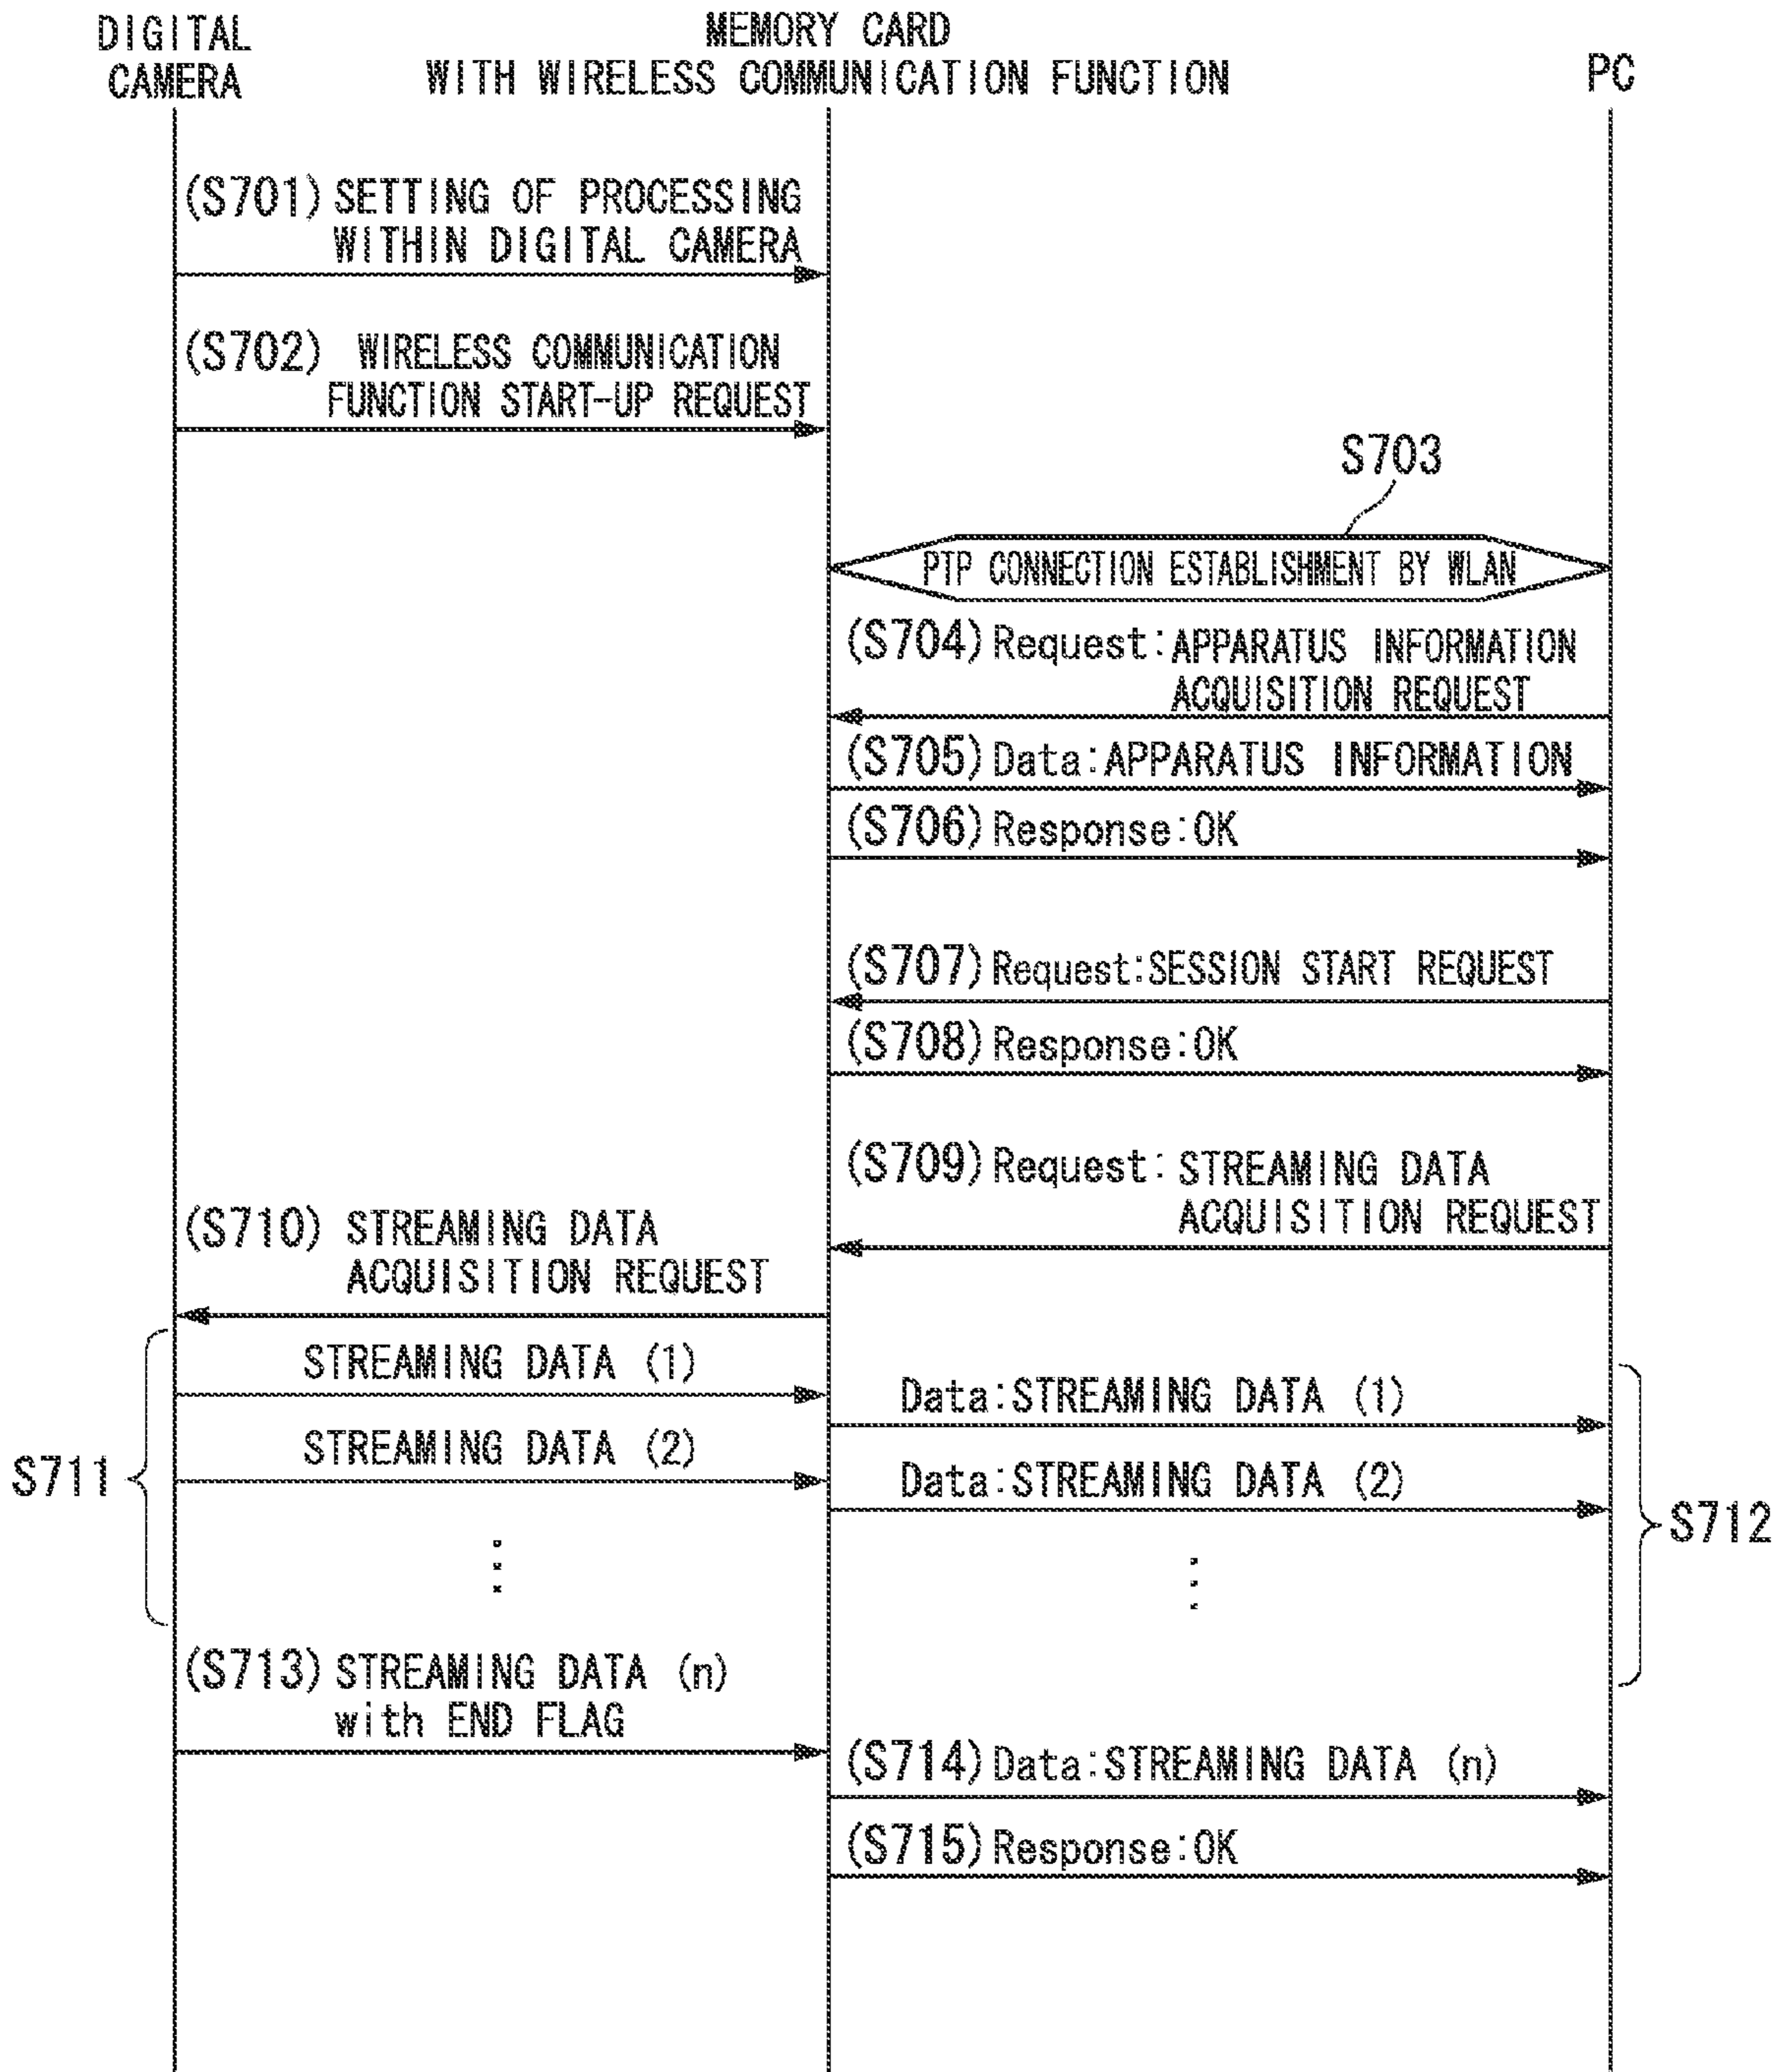 DIGITAL
CAMERA
MEMORY CARD
WITH WIRELESS COMMUNICATION FUNCTION
PC
(S701) SETTING OF PROCESSING
WITHIN DIGITAL CAMERA
(S702) WIRELESS COMMUNICATION
FUNCTION START-UP REQUEST
S703
PTP CONNECTION ESTABLISHMENT BY WLAN
(S704) Request: APPARATUS INFORMATION
ACQUISITION REQUEST
(S705) Data:APPARATUS INFORMATION
(S706) Response:OK
(S707) Request:SESSION START REQUEST
(S708) Response:OK
(S709) Request: STREAMING DATA
ACQUISITION REQUEST
(S710) STREAMING DATA
ACQUISITION REQUEST
STREAMING DATA (1)
Data:STREAMING DATA (1)
STREAMING DATA (2)
Data:STREAMING DATA (2)
S711
S712
(S713) STREAMING DATA (n)
with END FLAG
(S714) Data:STREAMING DATA (n)
(S715) Response:OK